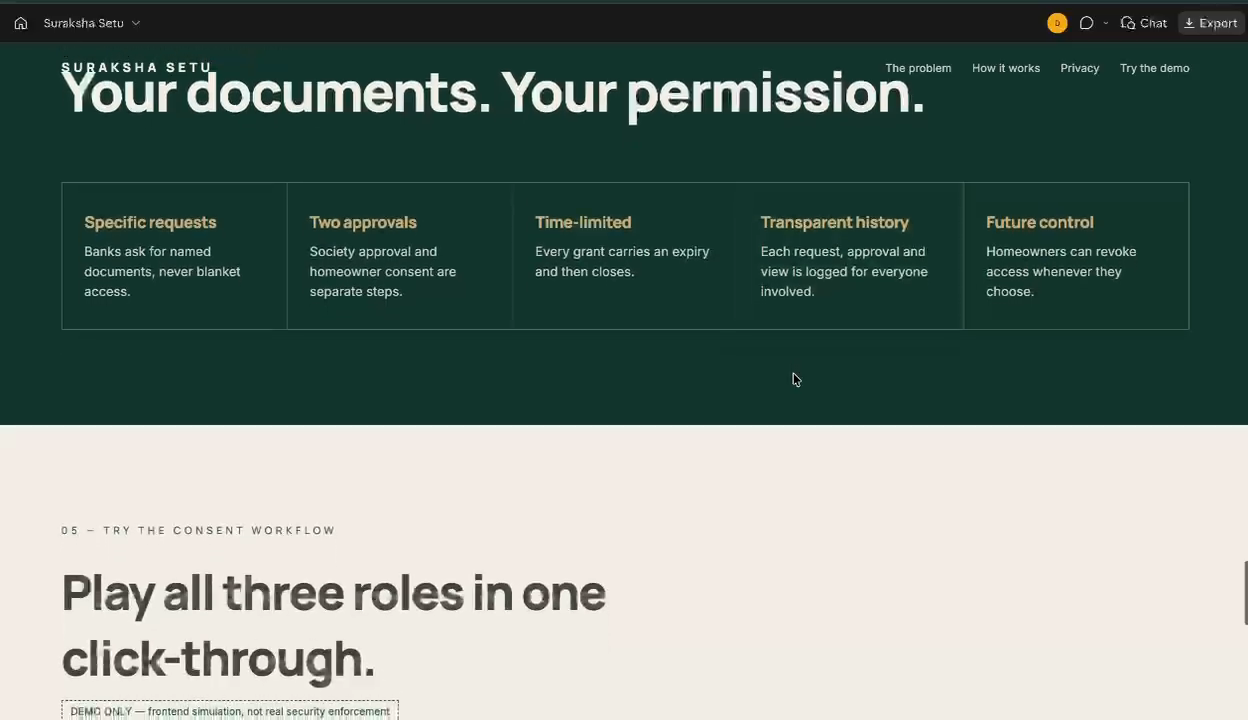 Suraksha Setu
D
Chat
Export
SURAKSHA SETU
The problem
How it works
Privacy
Try the demo
Your documents. Your permission.
Specific requests
Banks ask for named
documents, never blanket
access.
Two approvals
Society approval and
homeowner consent are
separate steps.
Time-limited
Every grant carries an expiry
and then closes.
Transparent history
Each request, approval and
view is logged for everyone
involved.
Future control
Homeowners can revoke
access whenever they
choose.
05 — TRY THE CONSENT WORKFLOW
Play all three roles in one
click-through.
DEMO ONLY — frontend simulation, not real security enforcement